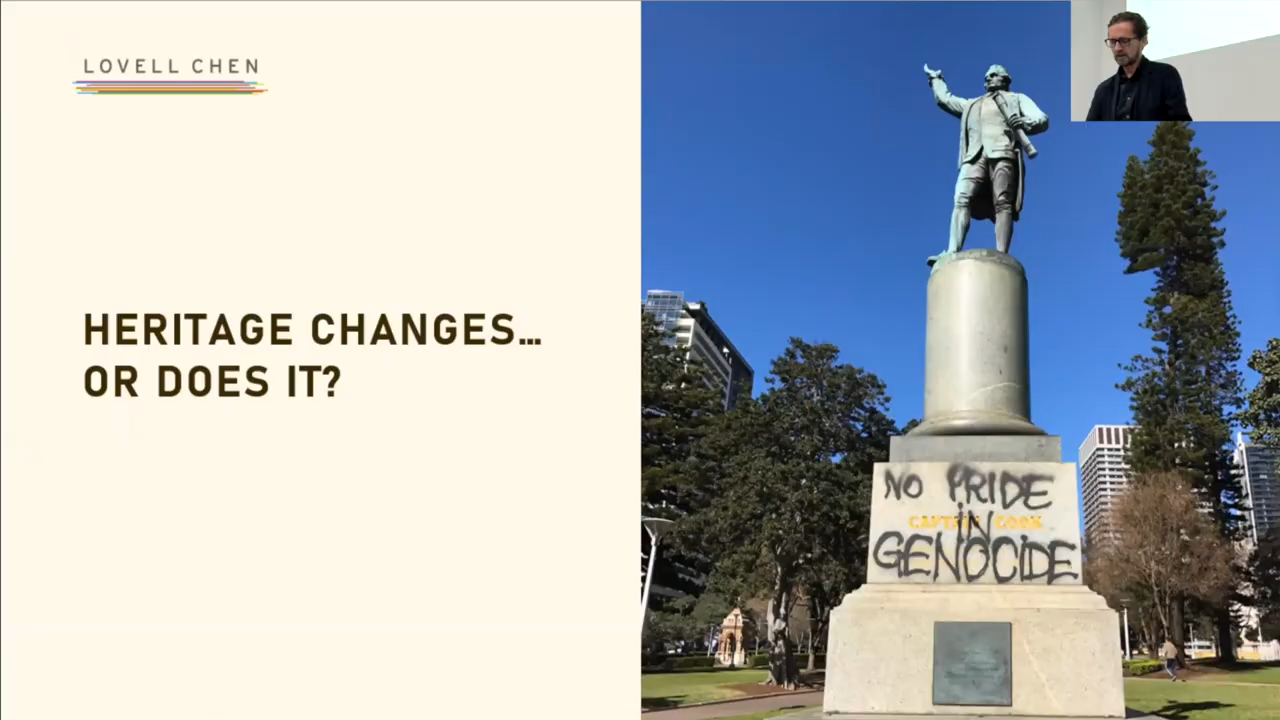 LOVELL CHEN
HERITAGE CHANGES...
OR DOES IT?
NO PRIDE
IN
CAPTAIN COOK
GENOCIDE